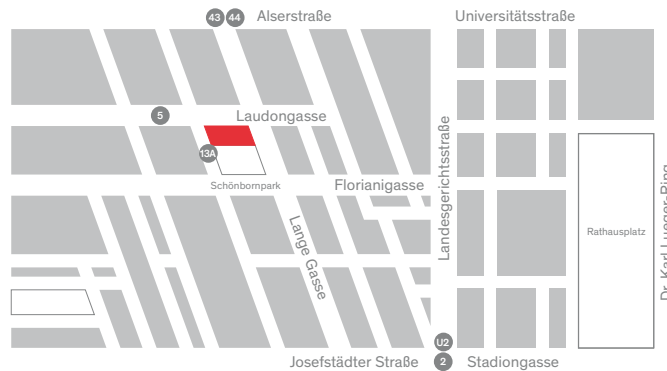 43 44 Alserstraße
Universitätsstraße
5
Laudongasse
13A
Schönbornpark
Florianigasse
Landesgerichtsstraße
Lange Gasse
Rathausplatz
Dr. Karl Lueger-Ring
U2
Josefstädter Straße
2
Stadiongasse